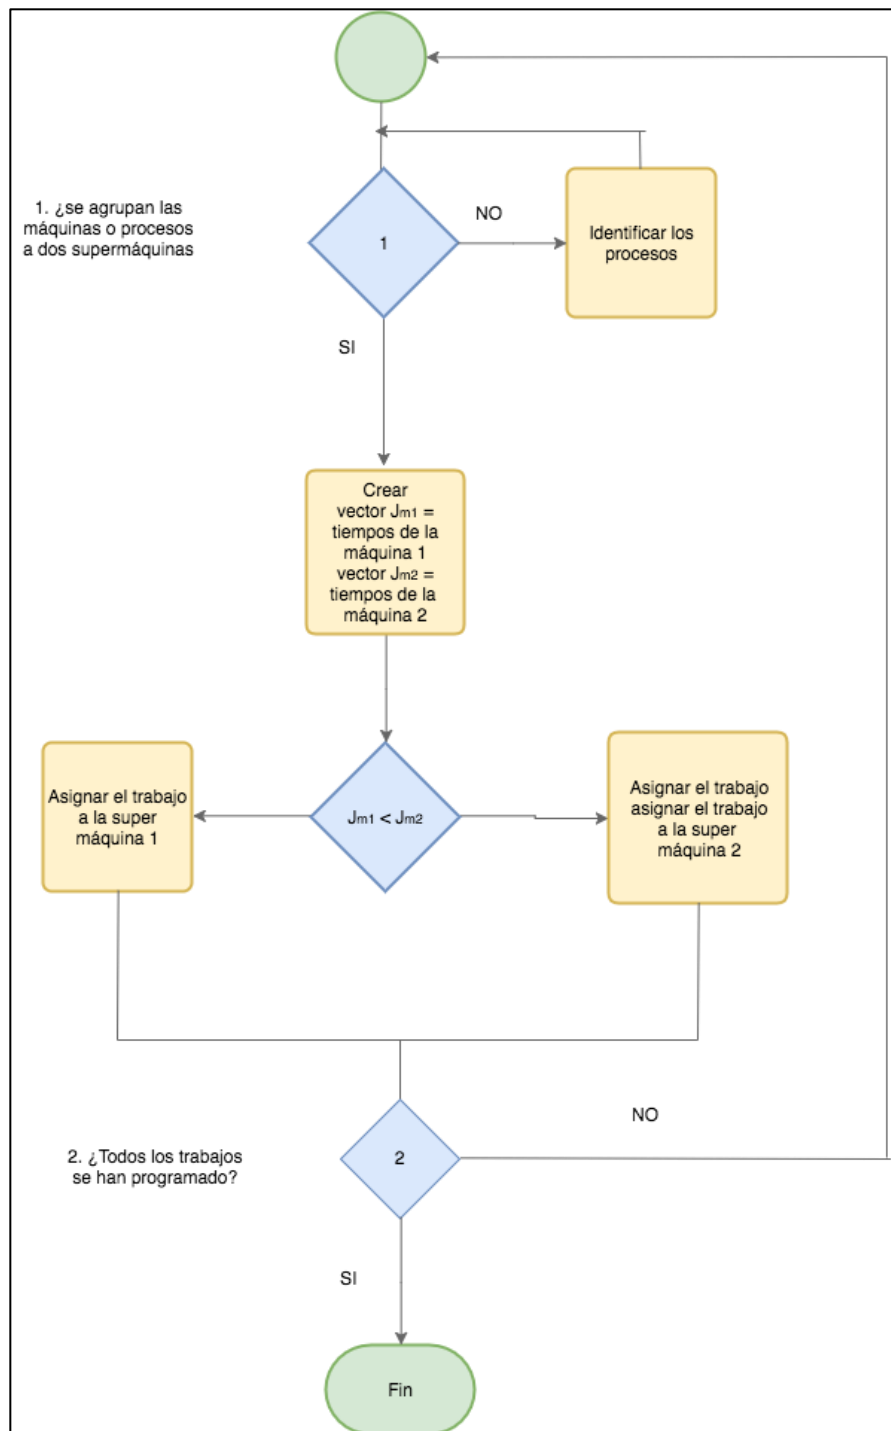 1. ¿se agrupan las
máquinas o procesos
a dos supermáquinas
1
NO
Identificar los
procesos
SI
Crear
vector Jm1 =
tiempos de la
máquina 1
vector Jm2 =
tiempos de la
máquina 2
Asignar el trabajo
a la super
máquina 1
Jm1 < Jm2
Asignar el trabajo
asignar el trabajo
a la super
máquina 2
2. ¿Todos los trabajos
se han programado?
2
NO
SI
Fin